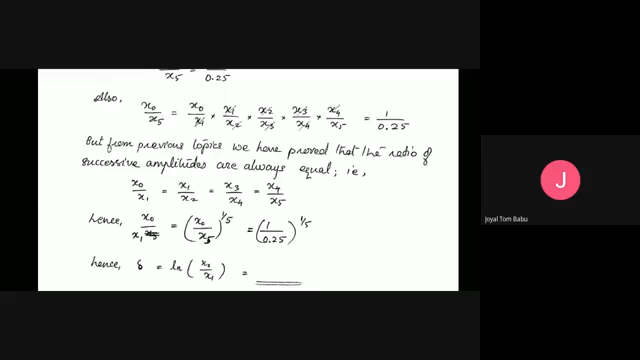 x5 0.25
Also, x0/x5 = x0/x1 × x1/x2 × x2/x3 × x3/x4 × x4/x5 = 1/0.25
But from previous topics we have proved that the ratio of
successive amplitudes are always equal; i.e,
x0/x1 = x1/x2 = x3/x4 = x4/x5
hence, x0/x1 = (x0/x5)^1/5 = (1/0.25)^1/5
hence, δ = ln(x0/x1) =
J
Joyal Tom Babu